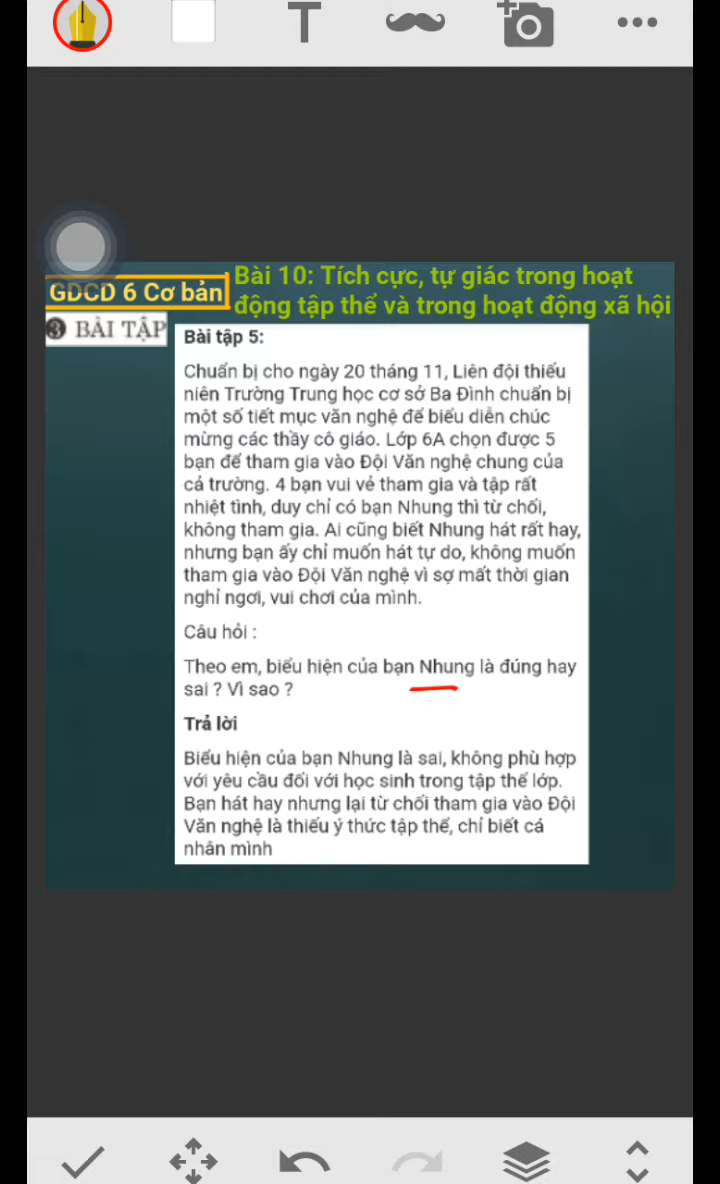 T
GDCD 6 Cơ bản
Bài 10: Tích cực, tự giác trong hoạt
động tập thể và trong hoạt động xã hội
❸ BÀI TẬP
Bài tập 5:
Chuẩn bị cho ngày 20 tháng 11, Liên đội thiếu
niên Trường Trung học cơ sở Ba Đình chuẩn bị
một số tiết mục văn nghệ để biểu diễn chúc
mừng các thầy cô giáo. Lớp 6A chọn được 5
bạn để tham gia vào Đội Văn nghệ chung của
cả trường. 4 bạn vui vẻ tham gia và tập rất
nhiệt tình, duy chỉ có bạn Nhung thì từ chối,
không tham gia. Ai cũng biết Nhung hát rất hay,
nhưng bạn ấy chỉ muốn hát tự do, không muốn
tham gia vào Đội Văn nghệ vì sợ mất thời gian
nghỉ ngơi, vui chơi của mình.
Câu hỏi :
Theo em, biểu hiện của bạn Nhung là đúng hay
sai ? Vì sao ?
Trả lời
Biểu hiện của bạn Nhung là sai, không phù hợp
với yêu cầu đối với học sinh trong tập thể lớp.
Bạn hát hay nhưng lại từ chối tham gia vào Đội
Văn nghệ là thiếu ý thức tập thể, chỉ biết cá
nhân mình